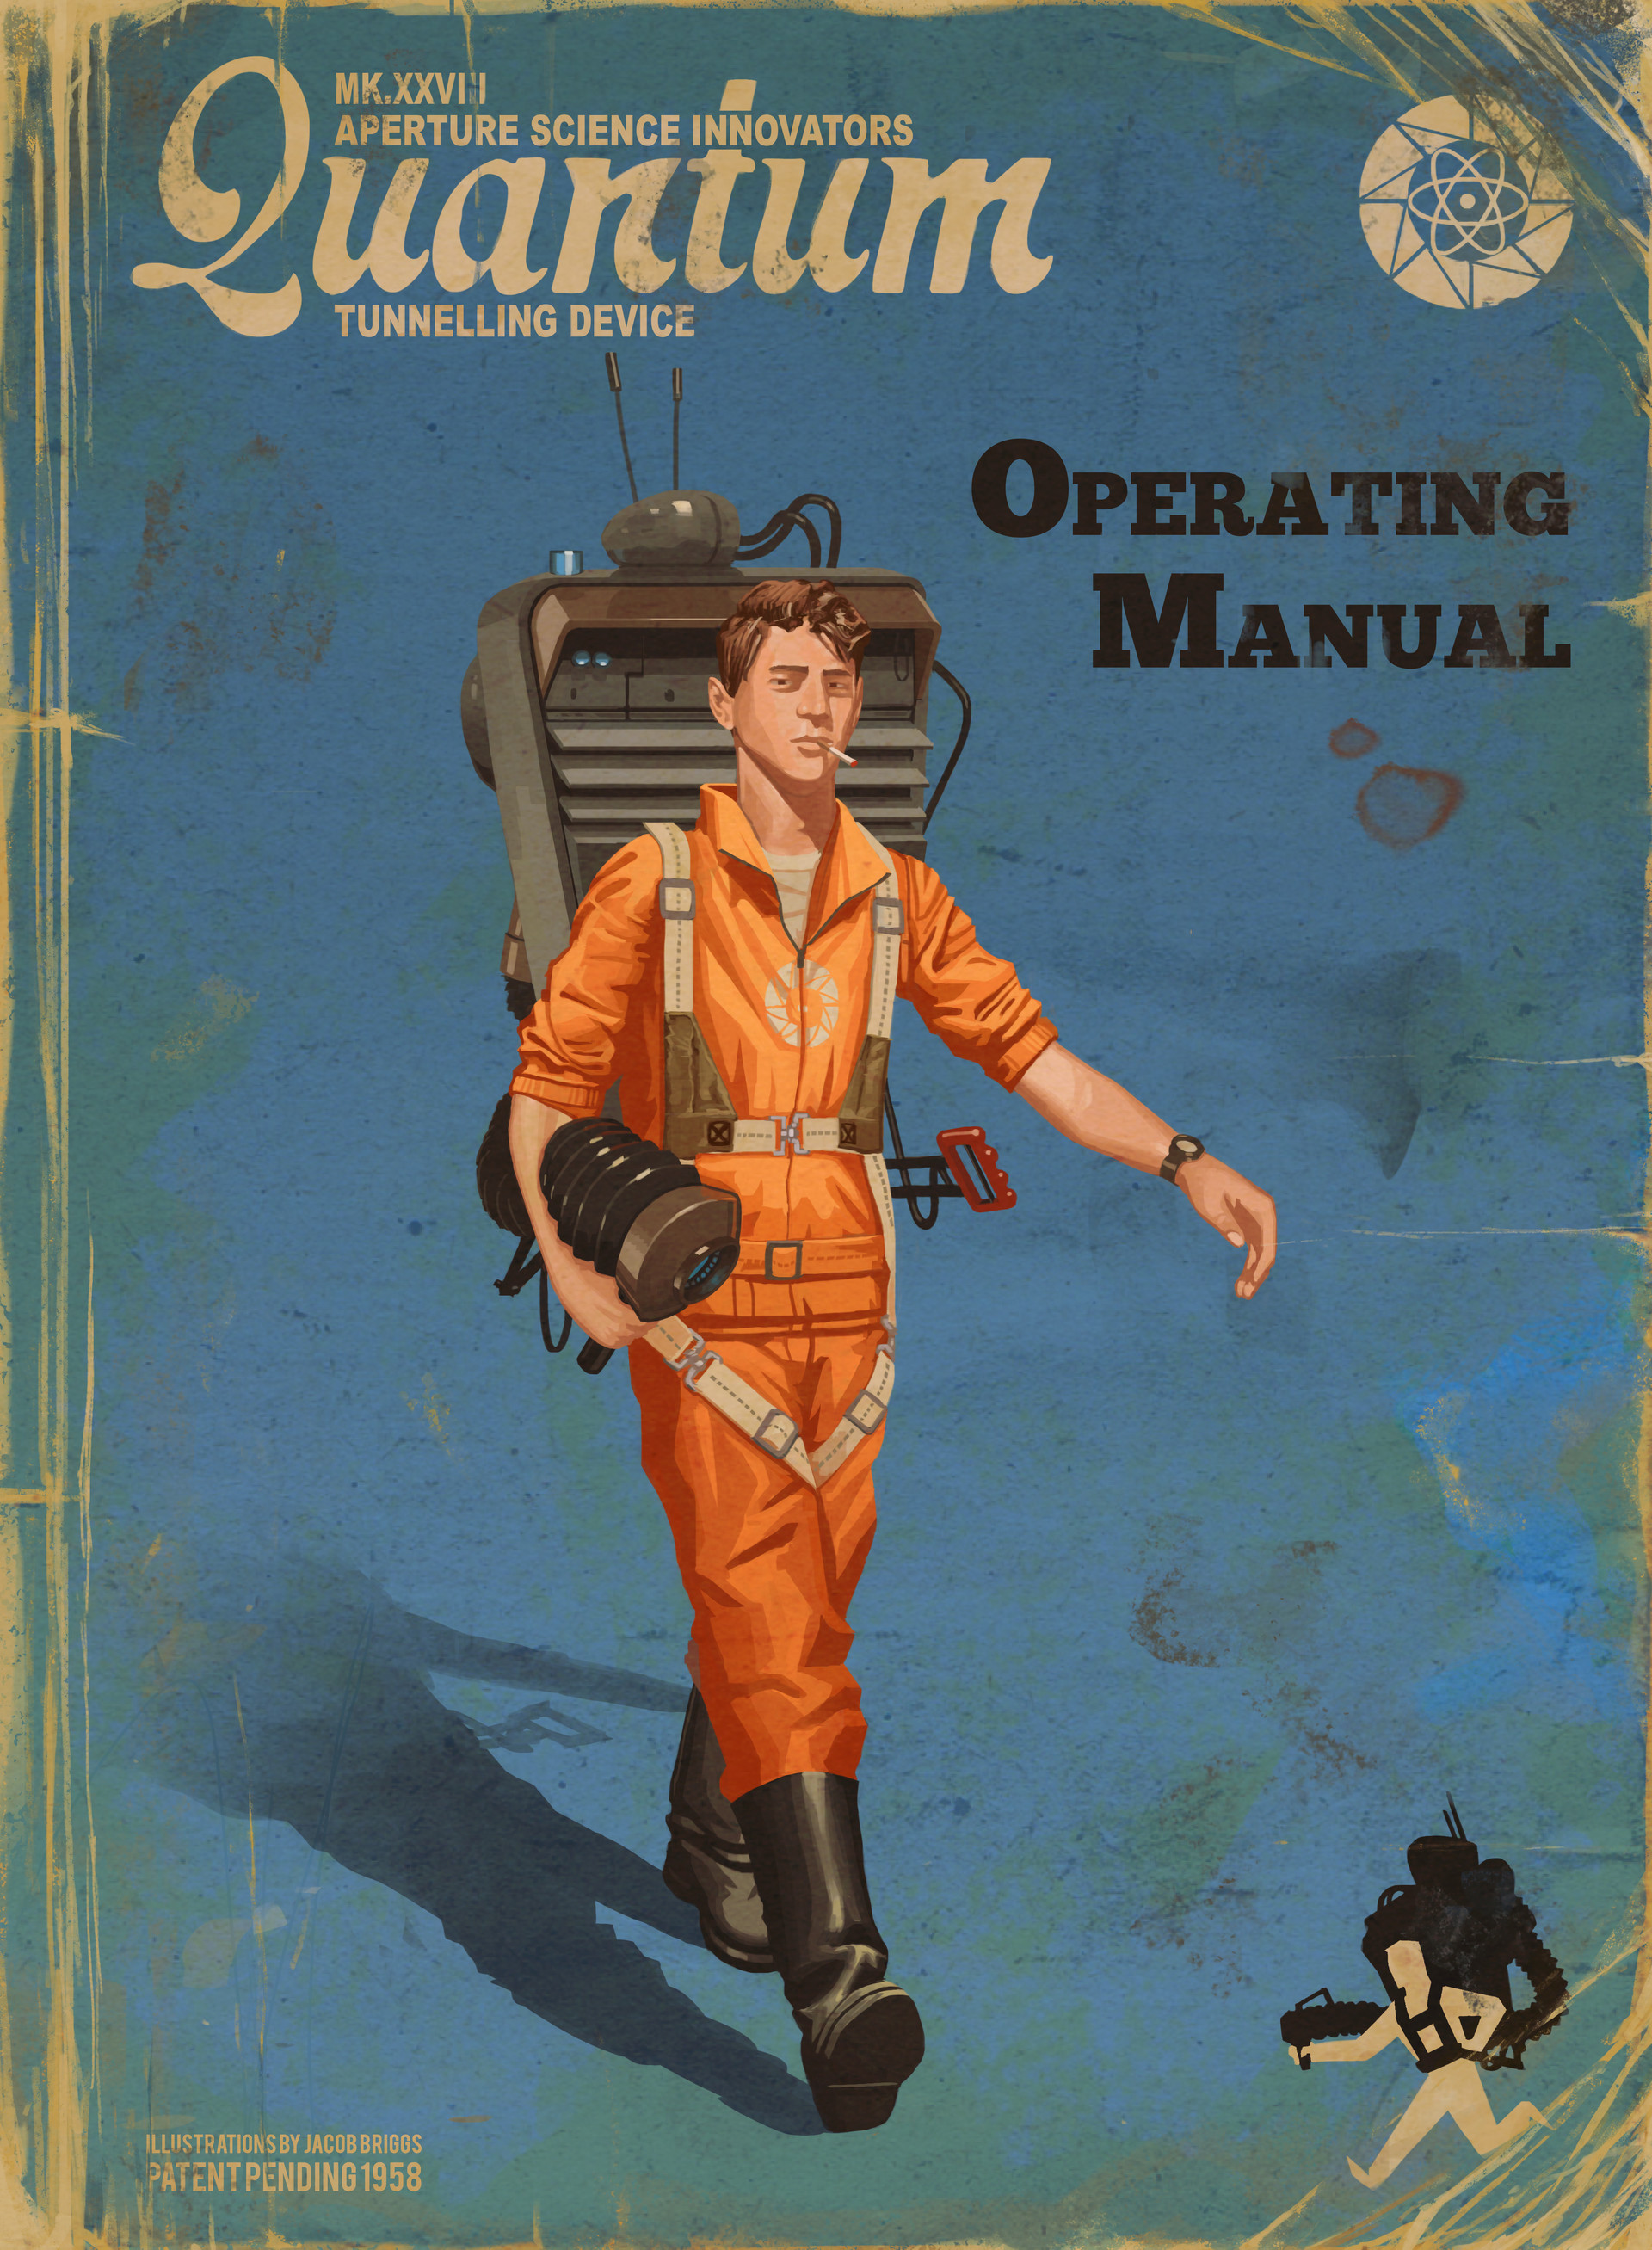 MK.XXVIII
APERTURE SCIENCE INNOVATORS
Quantum
TUNNELLING DEVICE
OPERATING
MANUAL
ILLUSTRATIONS BY JACOB BRIGGS
PATENT PENDING 1958